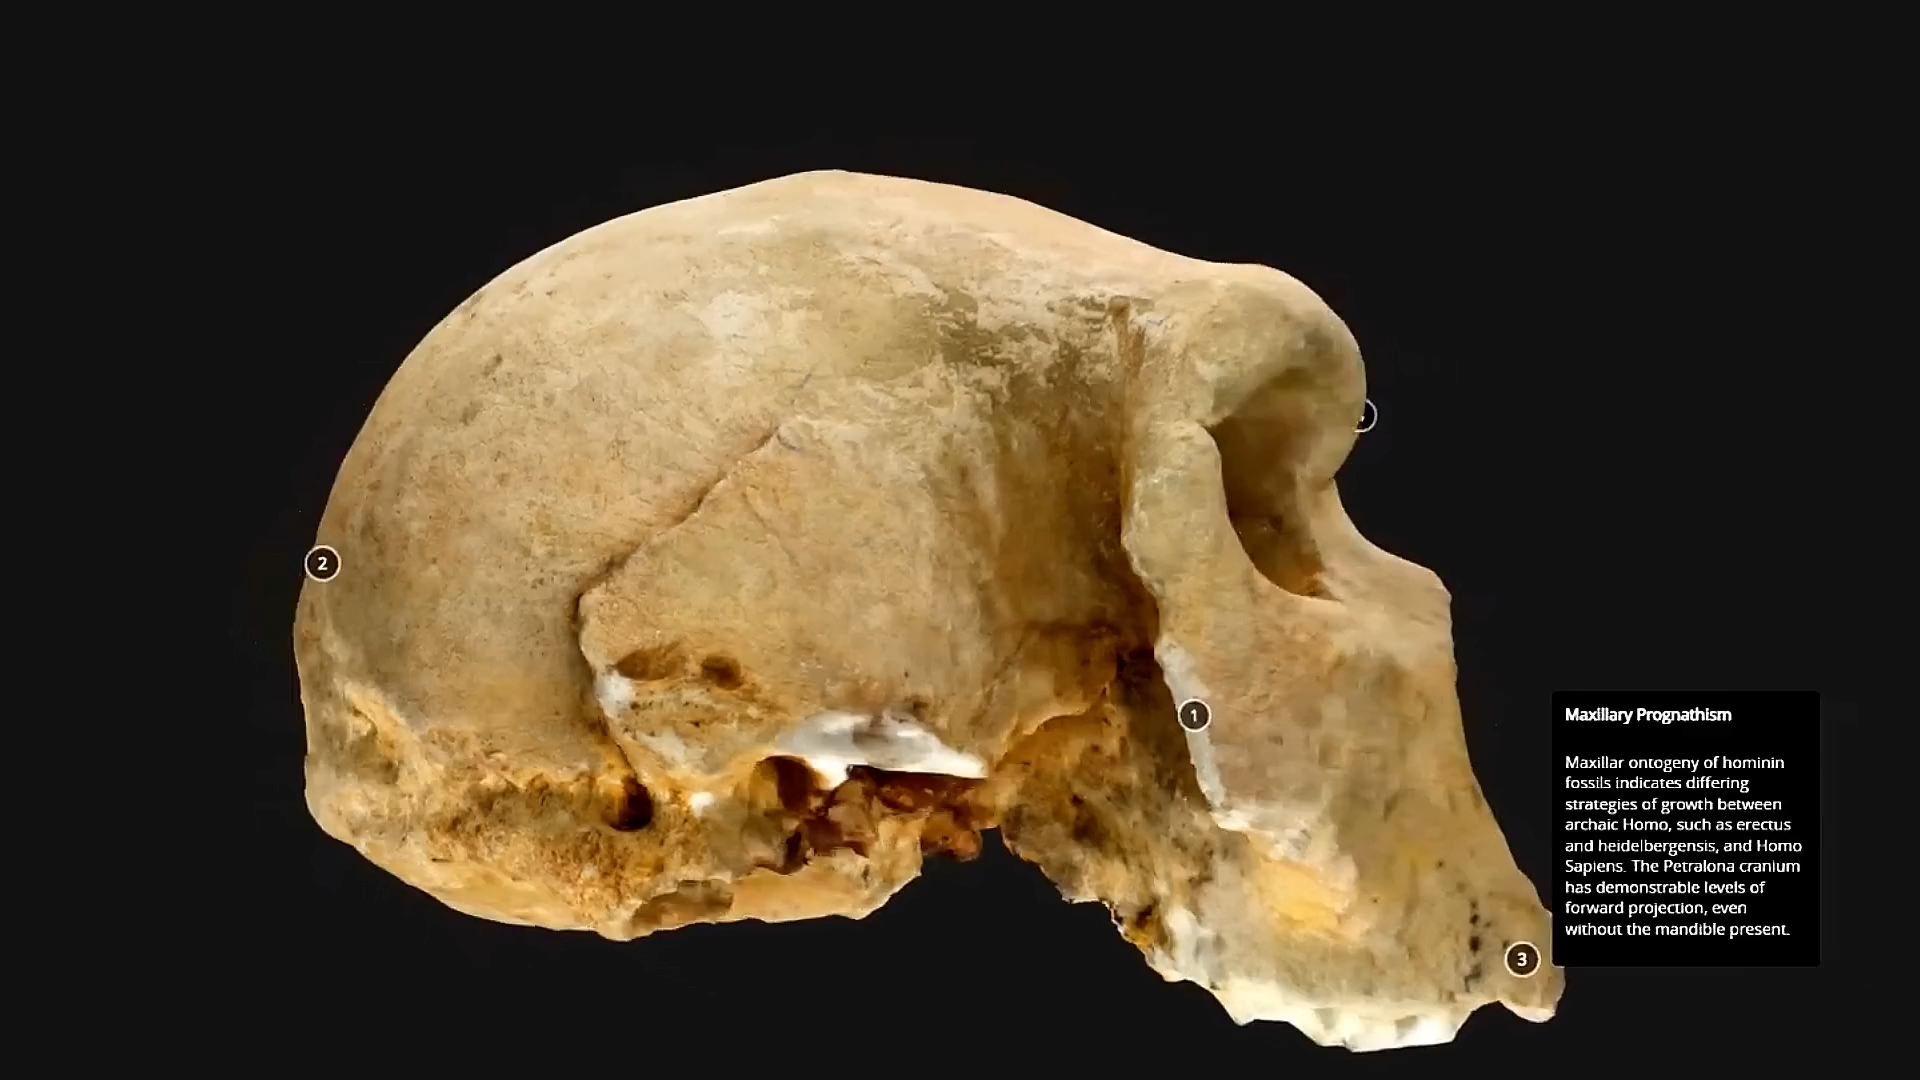 2
1
Maxillary Prognathism
Maxillar ontogeny of hominin
fossils indicates differing
strategies of growth between
archaic Homo, such as erectus
and heidelbergensis, and Homo
Sapiens. The Petralona cranium
has demonstrable levels of
forward projection, even
without the mandible present.
3